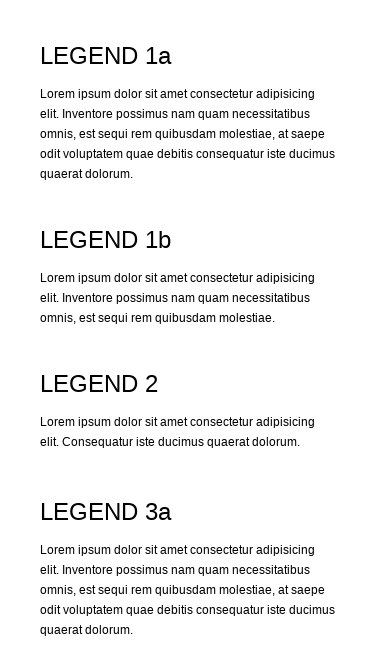 LEGEND 1a
Lorem ipsum dolor sit amet consectetur adipisicing
elit. Inventore possimus nam quam necessitatibus
omnis, est sequi rem quibusdam molestiae, at saepe
odit voluptatem quae debitis consequatur iste ducimus
quaerat dolorum.
LEGEND 1b
Lorem ipsum dolor sit amet consectetur adipisicing
elit. Inventore possimus nam quam necessitatibus
omnis, est sequi rem quibusdam molestiae.
LEGEND 2
Lorem ipsum dolor sit amet consectetur adipisicing
elit. Consequatur iste ducimus quaerat dolorum.
LEGEND 3a
Lorem ipsum dolor sit amet consectetur adipisicing
elit. Inventore possimus nam quam necessitatibus
omnis, est sequi rem quibusdam molestiae, at saepe
odit voluptatem quae debitis consequatur iste ducimus
quaerat dolorum.